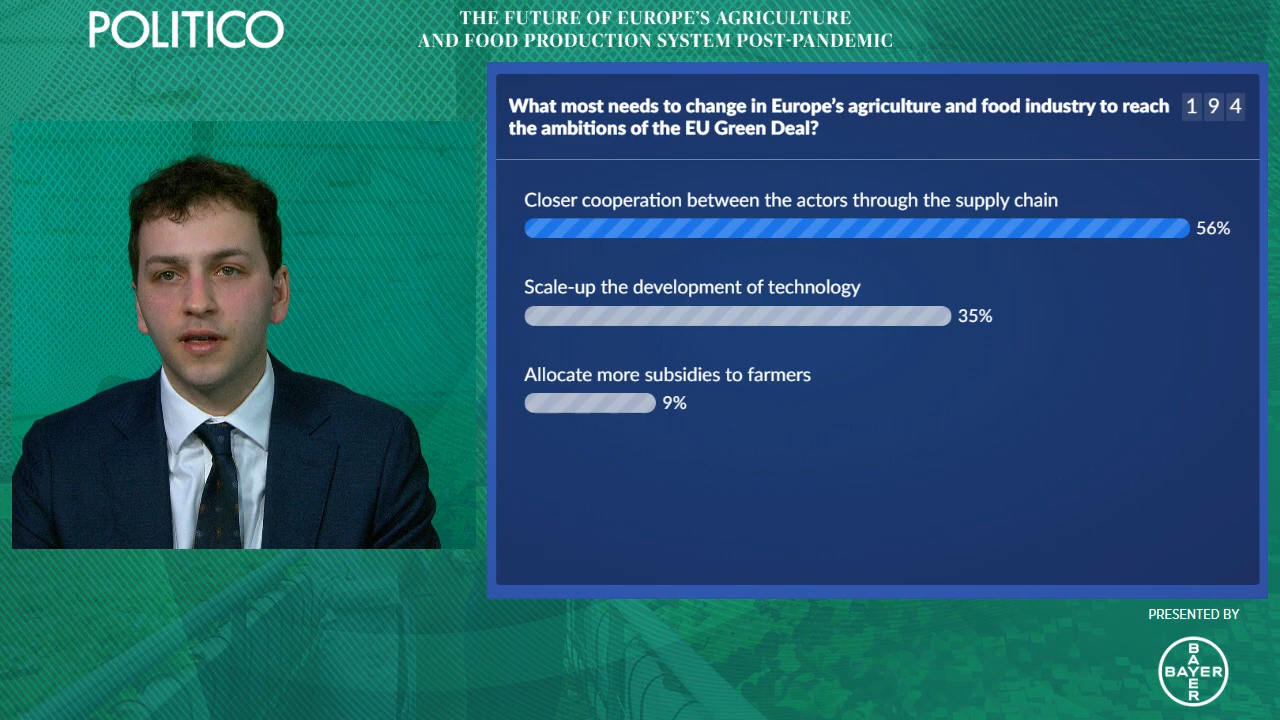 POLITICO
THE FUTURE OF EUROPE'S AGRICULTURE
AND FOOD PRODUCTION SYSTEM POST-PANDEMIC
What most needs to change in Europe's agriculture and food industry to reach
the ambitions of the EU Green Deal?
194
Closer cooperation between the actors through the supply chain
56%
Scale-up the development of technology
35%
Allocate more subsidies to farmers
9%
PRESENTED BY
BAYER
BAYER